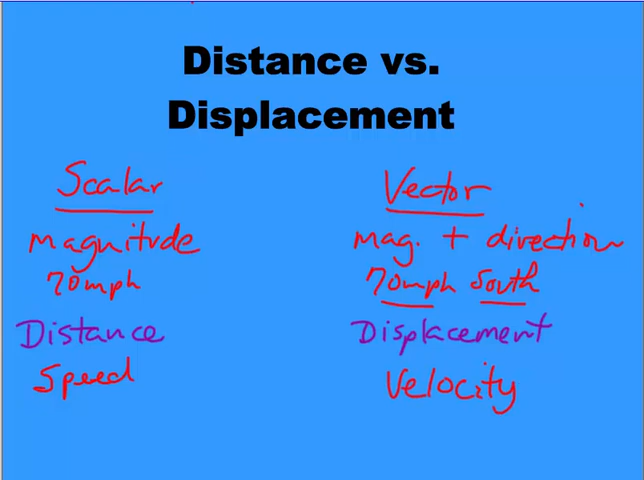 Distance vs.
Displacement
Scalar Vector
magnitude mag. + direction
70mph 70mph South
Distance Displacement
Speed Velocity